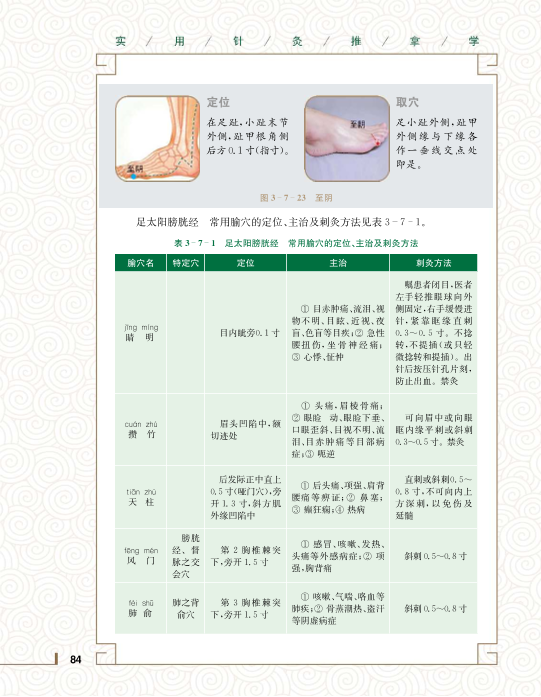 实 / 用 / 针 / 灸 / 推 / 拿 / 学
定位
在足趾,小趾末节
外侧,趾甲根角侧
后方0.1寸(指寸)。
至阴
取穴
足小趾外侧,趾甲
外侧缘与下缘各
作一垂线交点处
即是。
至阴
图3-7-23 至阴
足太阳膀胱经 常用腧穴的定位、主治及刺灸方法见表3-7-1。
表3-7-1 足太阳膀胱经 常用腧穴的定位、主治及刺灸方法
腧穴名 特定穴 定位 主治 刺灸方法
jīng míng
睛 明
目内眦旁0.1寸
① 目赤肿痛、流泪、视
物不明、目眩、近视、夜
盲、色盲等目疾;② 急性
腰扭伤,坐骨神经痛;
③ 心悸、怔忡
嘱患者闭目,医者
左手轻推眼球向外
侧固定,右手缓慢进
针,紧靠眶缘直刺
0.3～0.5寸。不捻
转,不提插(或只轻
微捻转和提插)。出
针后按压针孔片刻,
防止出血。禁灸
cuán zhú
攒 竹
眉头凹陷中,额
切迹处
① 头痛,眉棱骨痛;
② 眼睑 动、眼睑下垂、
口眼歪斜、目视不明、流
泪、目赤肿痛等目部病
症;③ 呃逆
可向眉中或向眼
眶内缘平刺或斜刺
0.3～0.5寸。禁灸
tiān zhù
天 柱
后发际正中直上
0.5寸(哑门穴),旁
开1.3寸,斜方肌
外缘凹陷中
① 后头痛、项强、肩背
腰痛等痹证;② 鼻塞;
③ 癫狂痫;④ 热病
直刺或斜刺0.5～
0.8寸,不可向内上
方深刺,以免伤及
延髓
fēng mén
风 门
膀胱
经、督
脉之交
会穴
第2胸椎棘突
下,旁开1.5寸
① 感冒、咳嗽、发热、
头痛等外感病症;② 项
强,胸背痛
斜刺0.5～0.8寸
fèi shū
肺 俞
肺之背
俞穴
第3胸椎棘突
下,旁开1.5寸
① 咳嗽、气喘、咯血等
肺疾;② 骨蒸潮热、盗汗
等阴虚病症
斜刺0.5～0.8寸
84